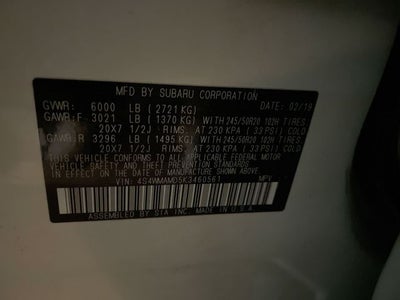 MFD BY SUBARU CORPORATION
GVWR: 6000 LB (2721 KG) DATE: 02/19
GAWR:F 3021 LB (1370 KG) WITH 245/50R20 102H TIRES
20X7 1/2J RIMS, AT 230 KPA (33 PSI) COLD
GAWR:R 3296 LB (1495 KG) WITH 245/50R20 102H TIRES
20X7 1/2J RIMS, AT 230 KPA (33 PSI) COLD
THIS VEHICLE CONFORMS TO ALL APPLICABLE FEDERAL MOTOR
VEHICLE SAFETY AND THEFT PREVENTION STANDARDS
IN EFFECT ON THE DATE OF MANUFACTURE SHOWN ABOVE.
VIN: 4S4WMAMD5K3460561 MPV
ASSEMBLED BY SIA INC. MADE IN U.S.A.